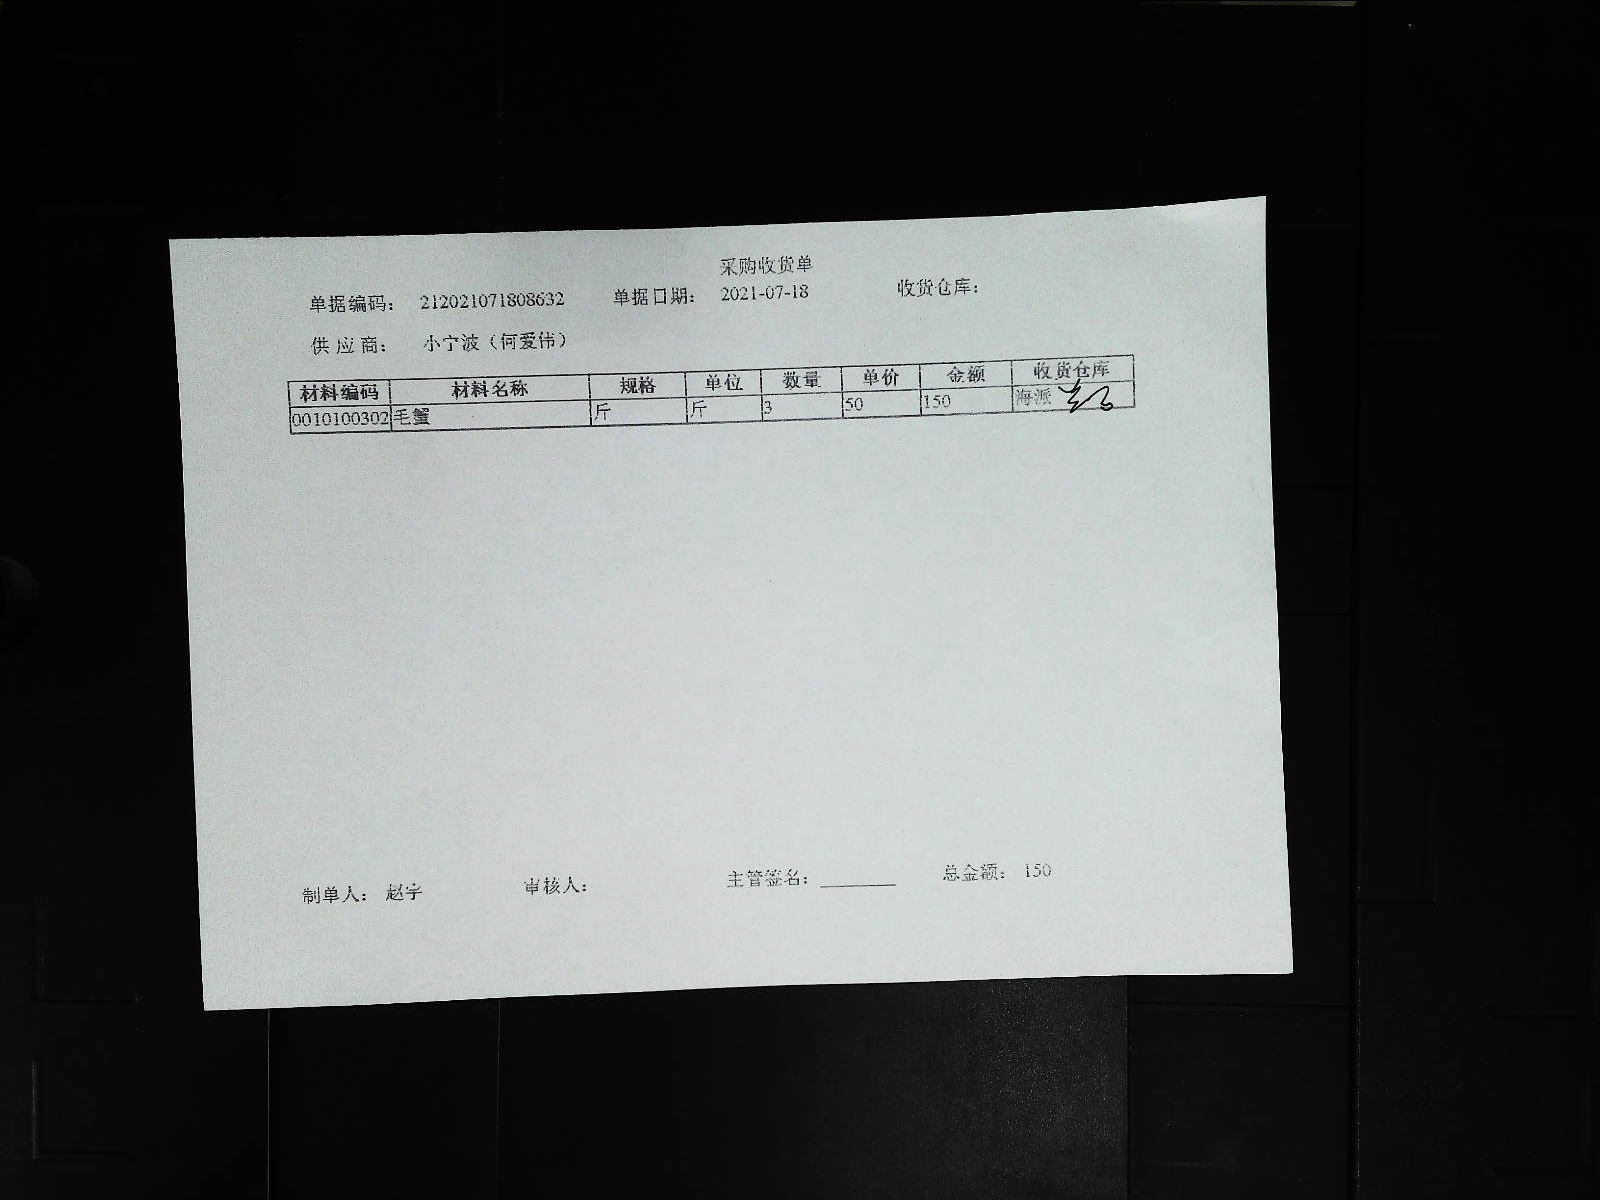 采购收货单
单据编码： 212021071808632 单据日期： 2021-07-18 收货仓库：
供应商： 小宁波（何爱伟）
材料编码 材料名称 规格 单位 数量 单价 金额 收货仓库
0010100302 毛蟹 斤 斤 3 50 150 海派
制单人： 赵宇 审核人： 主管签名： ________ 总金额： 150